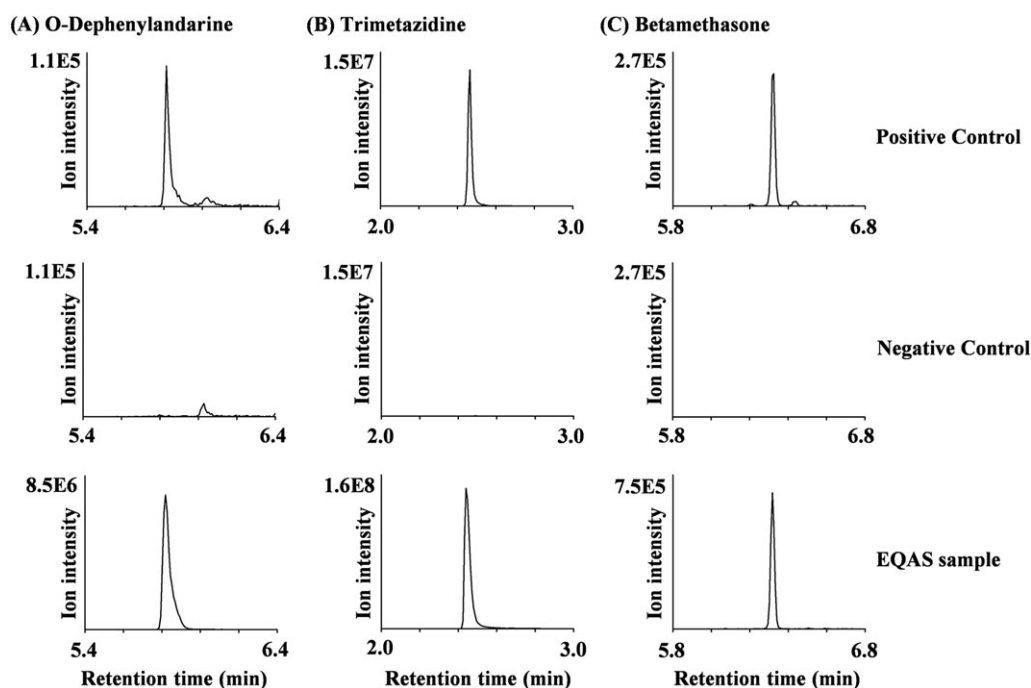 (A) O-Dephenylandarine
(B) Trimetazidine
(C) Betamethasone
1.1E5
Ion intensity
5.4
6.4
1.5E7
Ion intensity
2.0
3.0
2.7E5
Ion intensity
5.8
6.8
Positive Control
1.1E5
Ion intensity
5.4
6.4
1.5E7
Ion intensity
2.0
3.0
2.7E5
Ion intensity
5.8
6.8
Negative Control
8.5E6
Ion intensity
5.4
6.4
Retention time (min)
1.6E8
Ion intensity
2.0
3.0
Retention time (min)
7.5E5
Ion intensity
5.8
6.8
Retention time (min)
EQAS sample